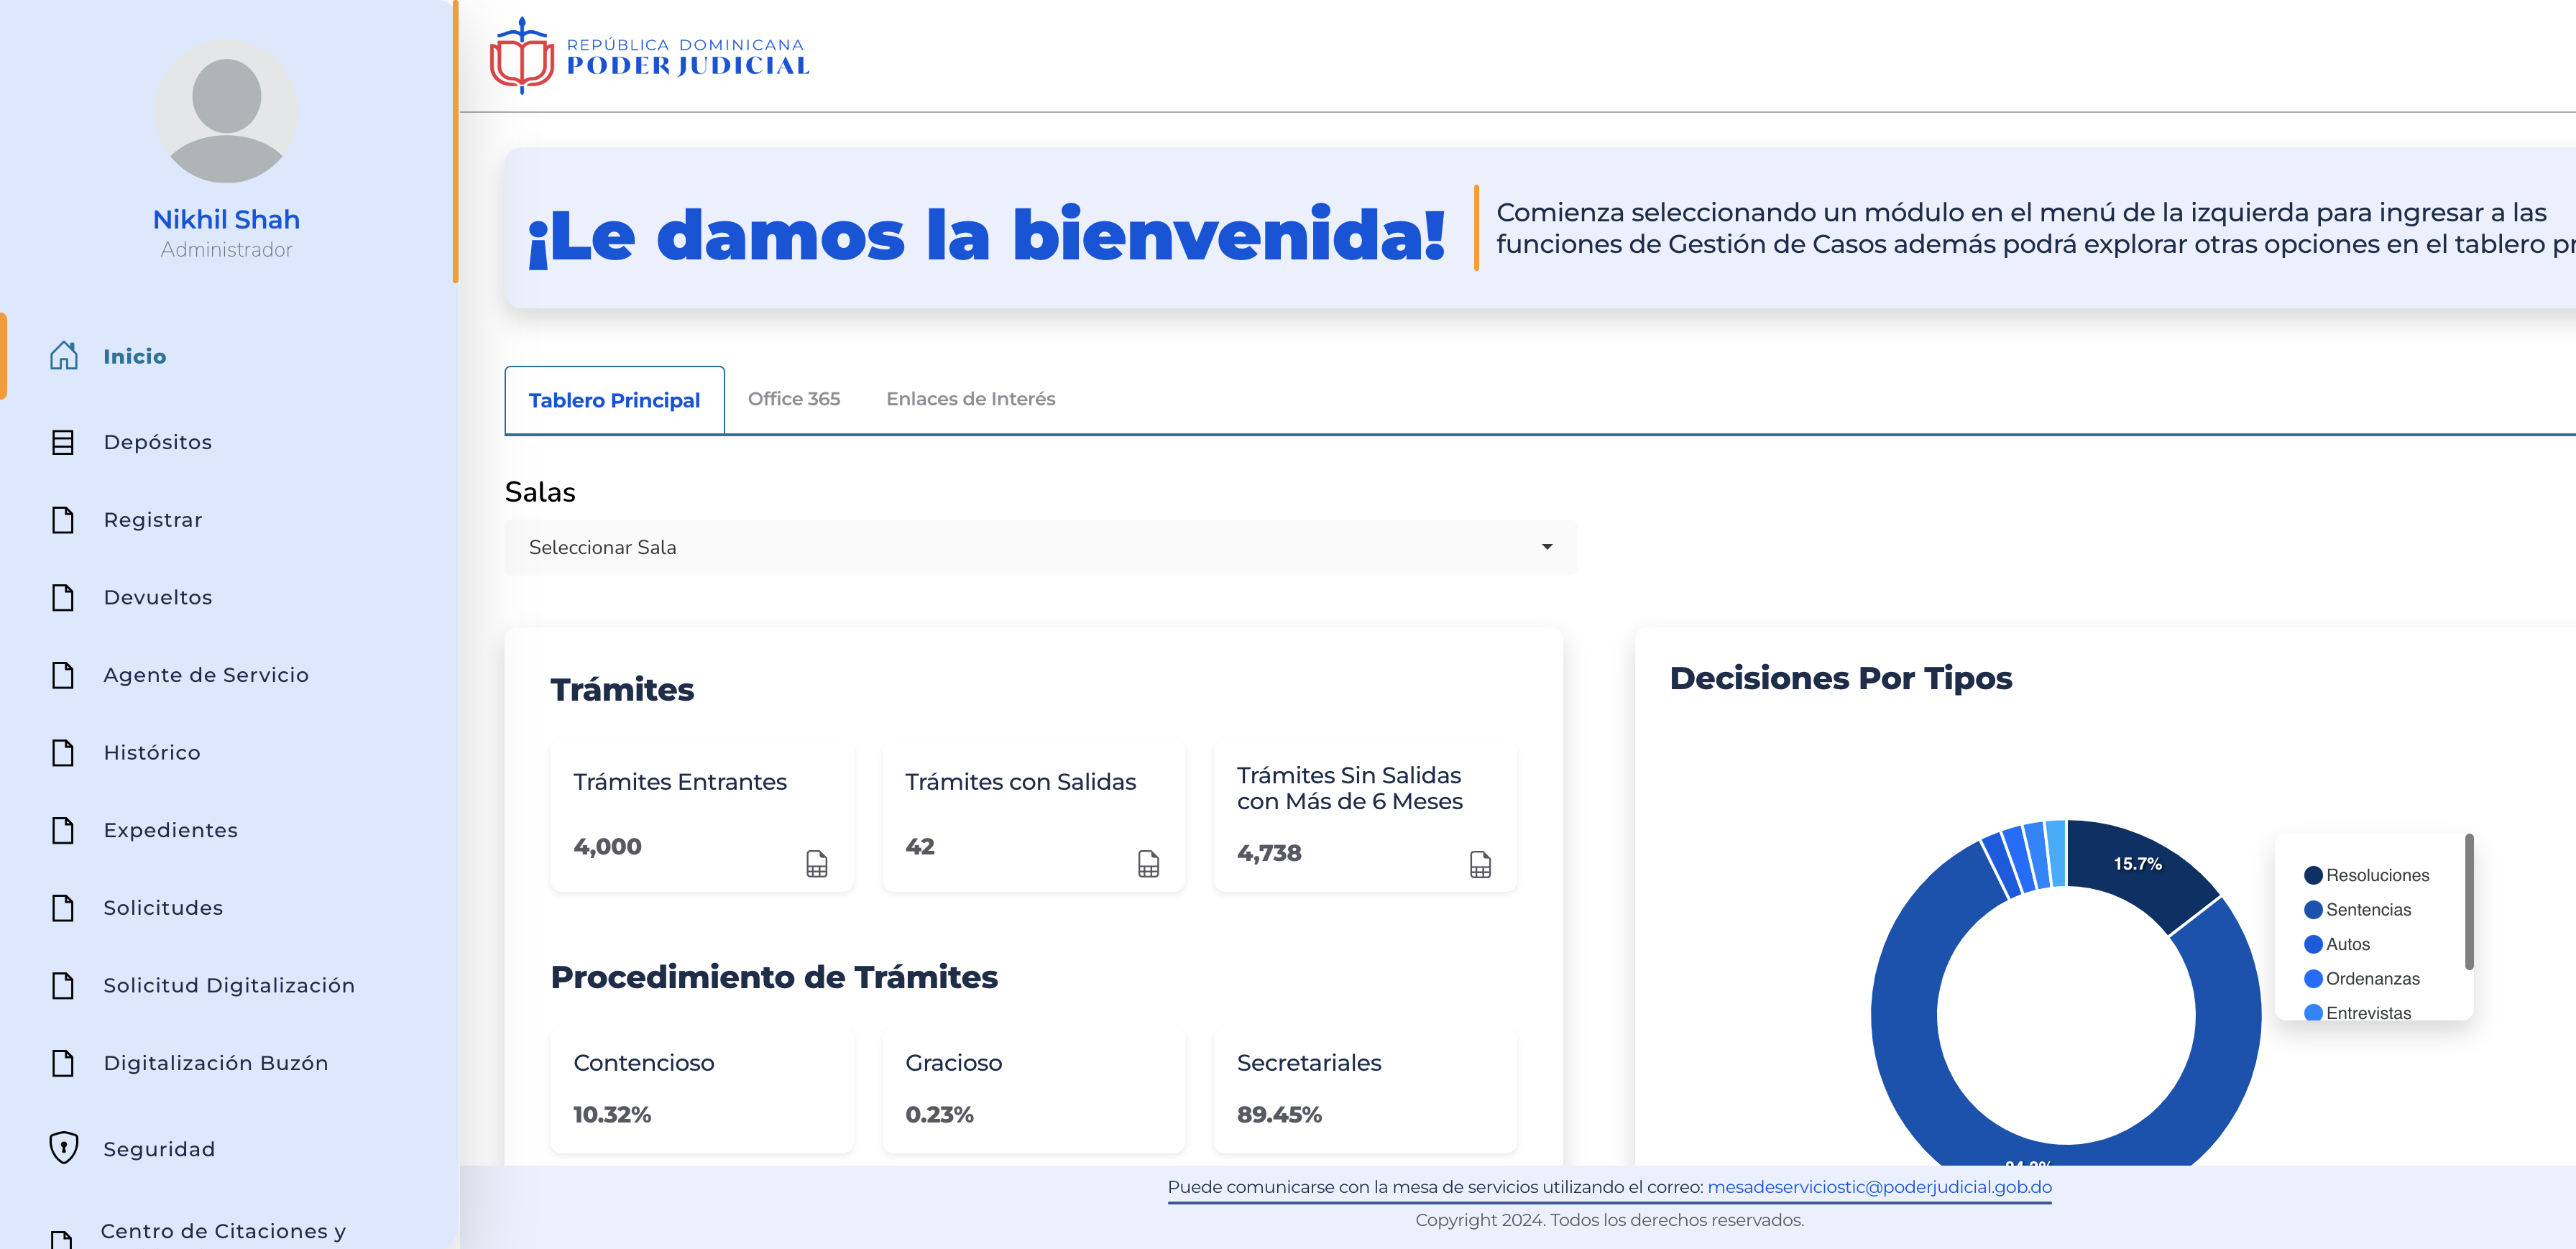 REPÚBLICA DOMINICANA
PODER JUDICIAL
Nikhil Shah
Administrador
Inicio
Depósitos
Registrar
Devueltos
Agente de Servicio
Histórico
Expedientes
Solicitudes
Solicitud Digitalización
Digitalización Buzón
Seguridad
Centro de Citaciones y
¡Le damos la bienvenida!
Comienza seleccionando un módulo en el menú de la izquierda para ingresar a las
funciones de Gestión de Casos además podrá explorar otras opciones en el tablero
Tablero Principal
Office 365
Enlaces de Interés
Salas
Seleccionar Sala
Trámites
Trámites Entrantes
4,000
Trámites con Salidas
42
Trámites Sin Salidas
con Más de 6 Meses
4,738
Procedimiento de Trámites
Contencioso
10.32%
Gracioso
0.23%
Secretariales
89.45%
Decisiones Por Tipos
15.7%
Resoluciones
Sentencias
Autos
Ordenanzas
Entrevistas
Puede comunicarse con la mesa de servicios utilizando el correo: mesadeserviciostic@poderjudicial.gob.do
Copyright 2024. Todos los derechos reservados.